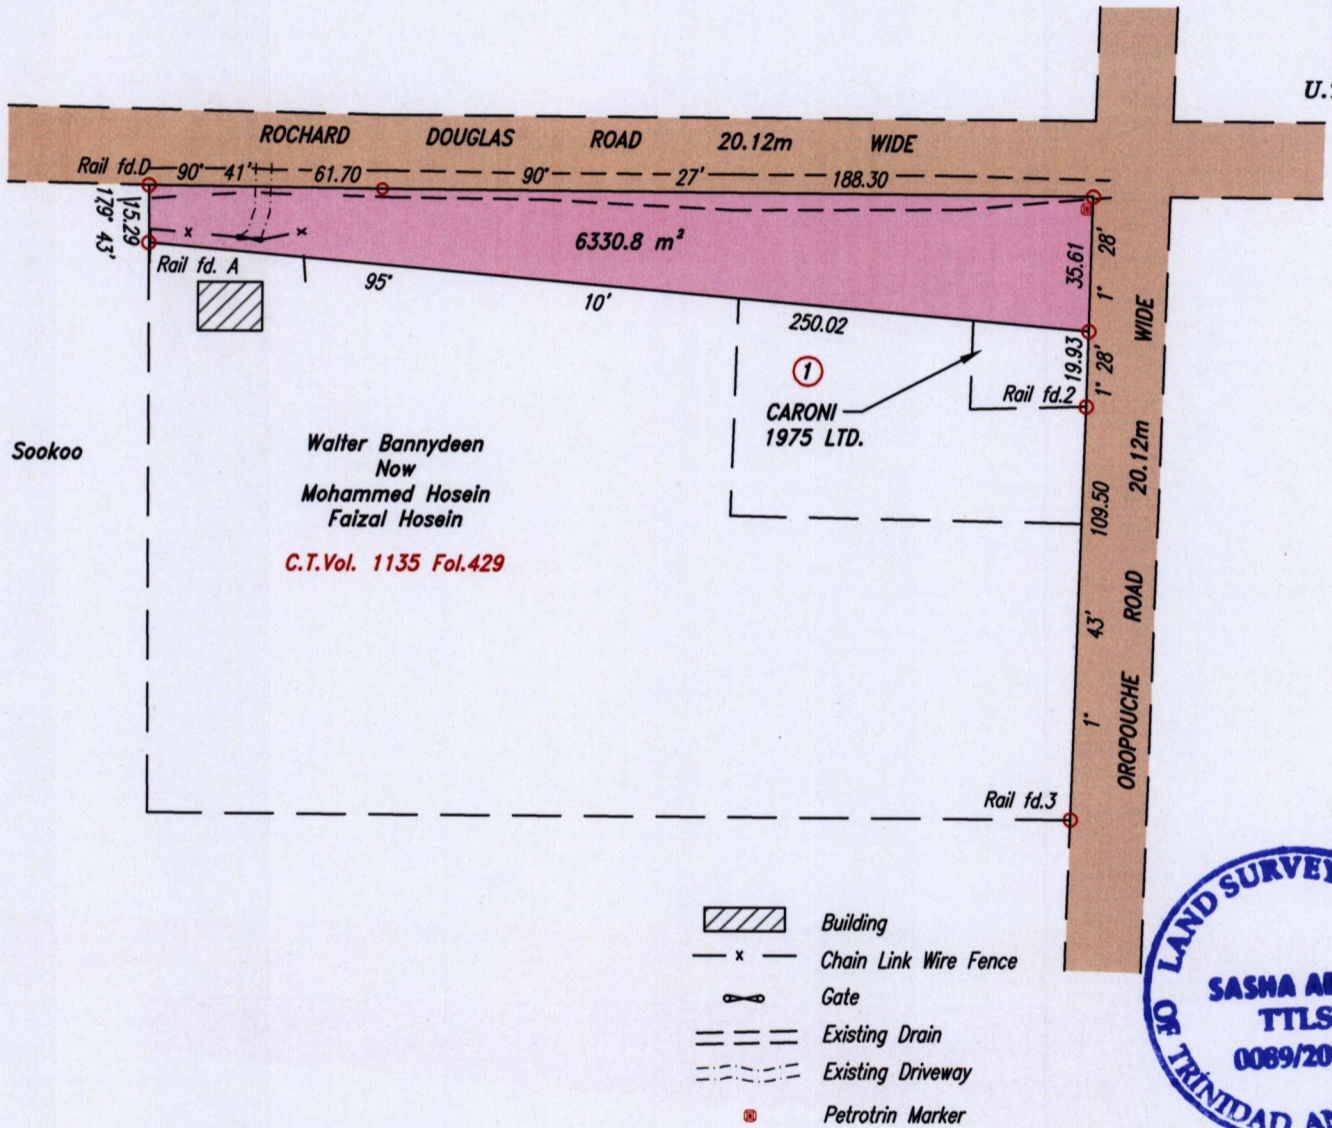 U.
ROCHARD DOUGLAS ROAD 20.12m WIDE
Rail fd.D 90° 41' 61.70 90° 27' 188.30
179° 43'
15.29
Rail fd. A
6330.8 m²
95° 10' 250.02
35.61
1° 28'
19.93
1° 28'
Rail fd.2
1
CARONI
1975 LTD.
Sookoo
Walter Bannydeen
Now
Mohammed Hosein
Faizal Hosein
C.T.Vol. 1135 Fol.429
109.50
1° 43'
OROPOUCHE ROAD 20.12m WIDE
Rail fd.3
Building
Chain Link Wire Fence
Gate
Existing Drain
Existing Driveway
Petrotrin Marker
LAND SURVEY
SASHA
TTLS
0089/20
OF TRINIDAD